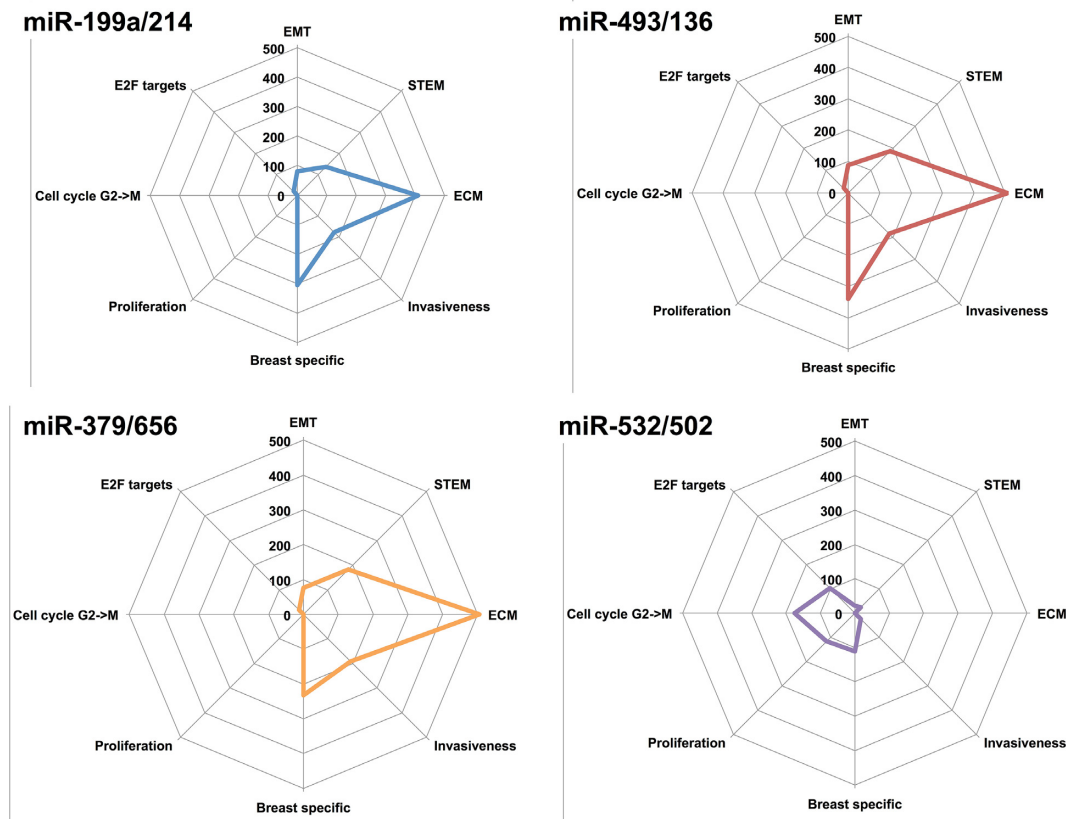 miR-199a/214
EMT
500
400
300
200
100
0
STEM
ECM
Invasiveness
Breast specific
Proliferation
Cell cycle G2->M
E2F targets
miR-493/136
EMT
500
400
300
200
100
0
STEM
ECM
Invasiveness
Breast specific
Proliferation
Cell cycle G2->M
E2F targets
miR-379/656
EMT
500
400
300
200
100
0
STEM
ECM
Invasiveness
Breast specific
Proliferation
Cell cycle G2->M
E2F targets
miR-532/502
EMT
500
400
300
200
100
0
STEM
ECM
Invasiveness
Breast specific
Proliferation
Cell cycle G2->M
E2F targets